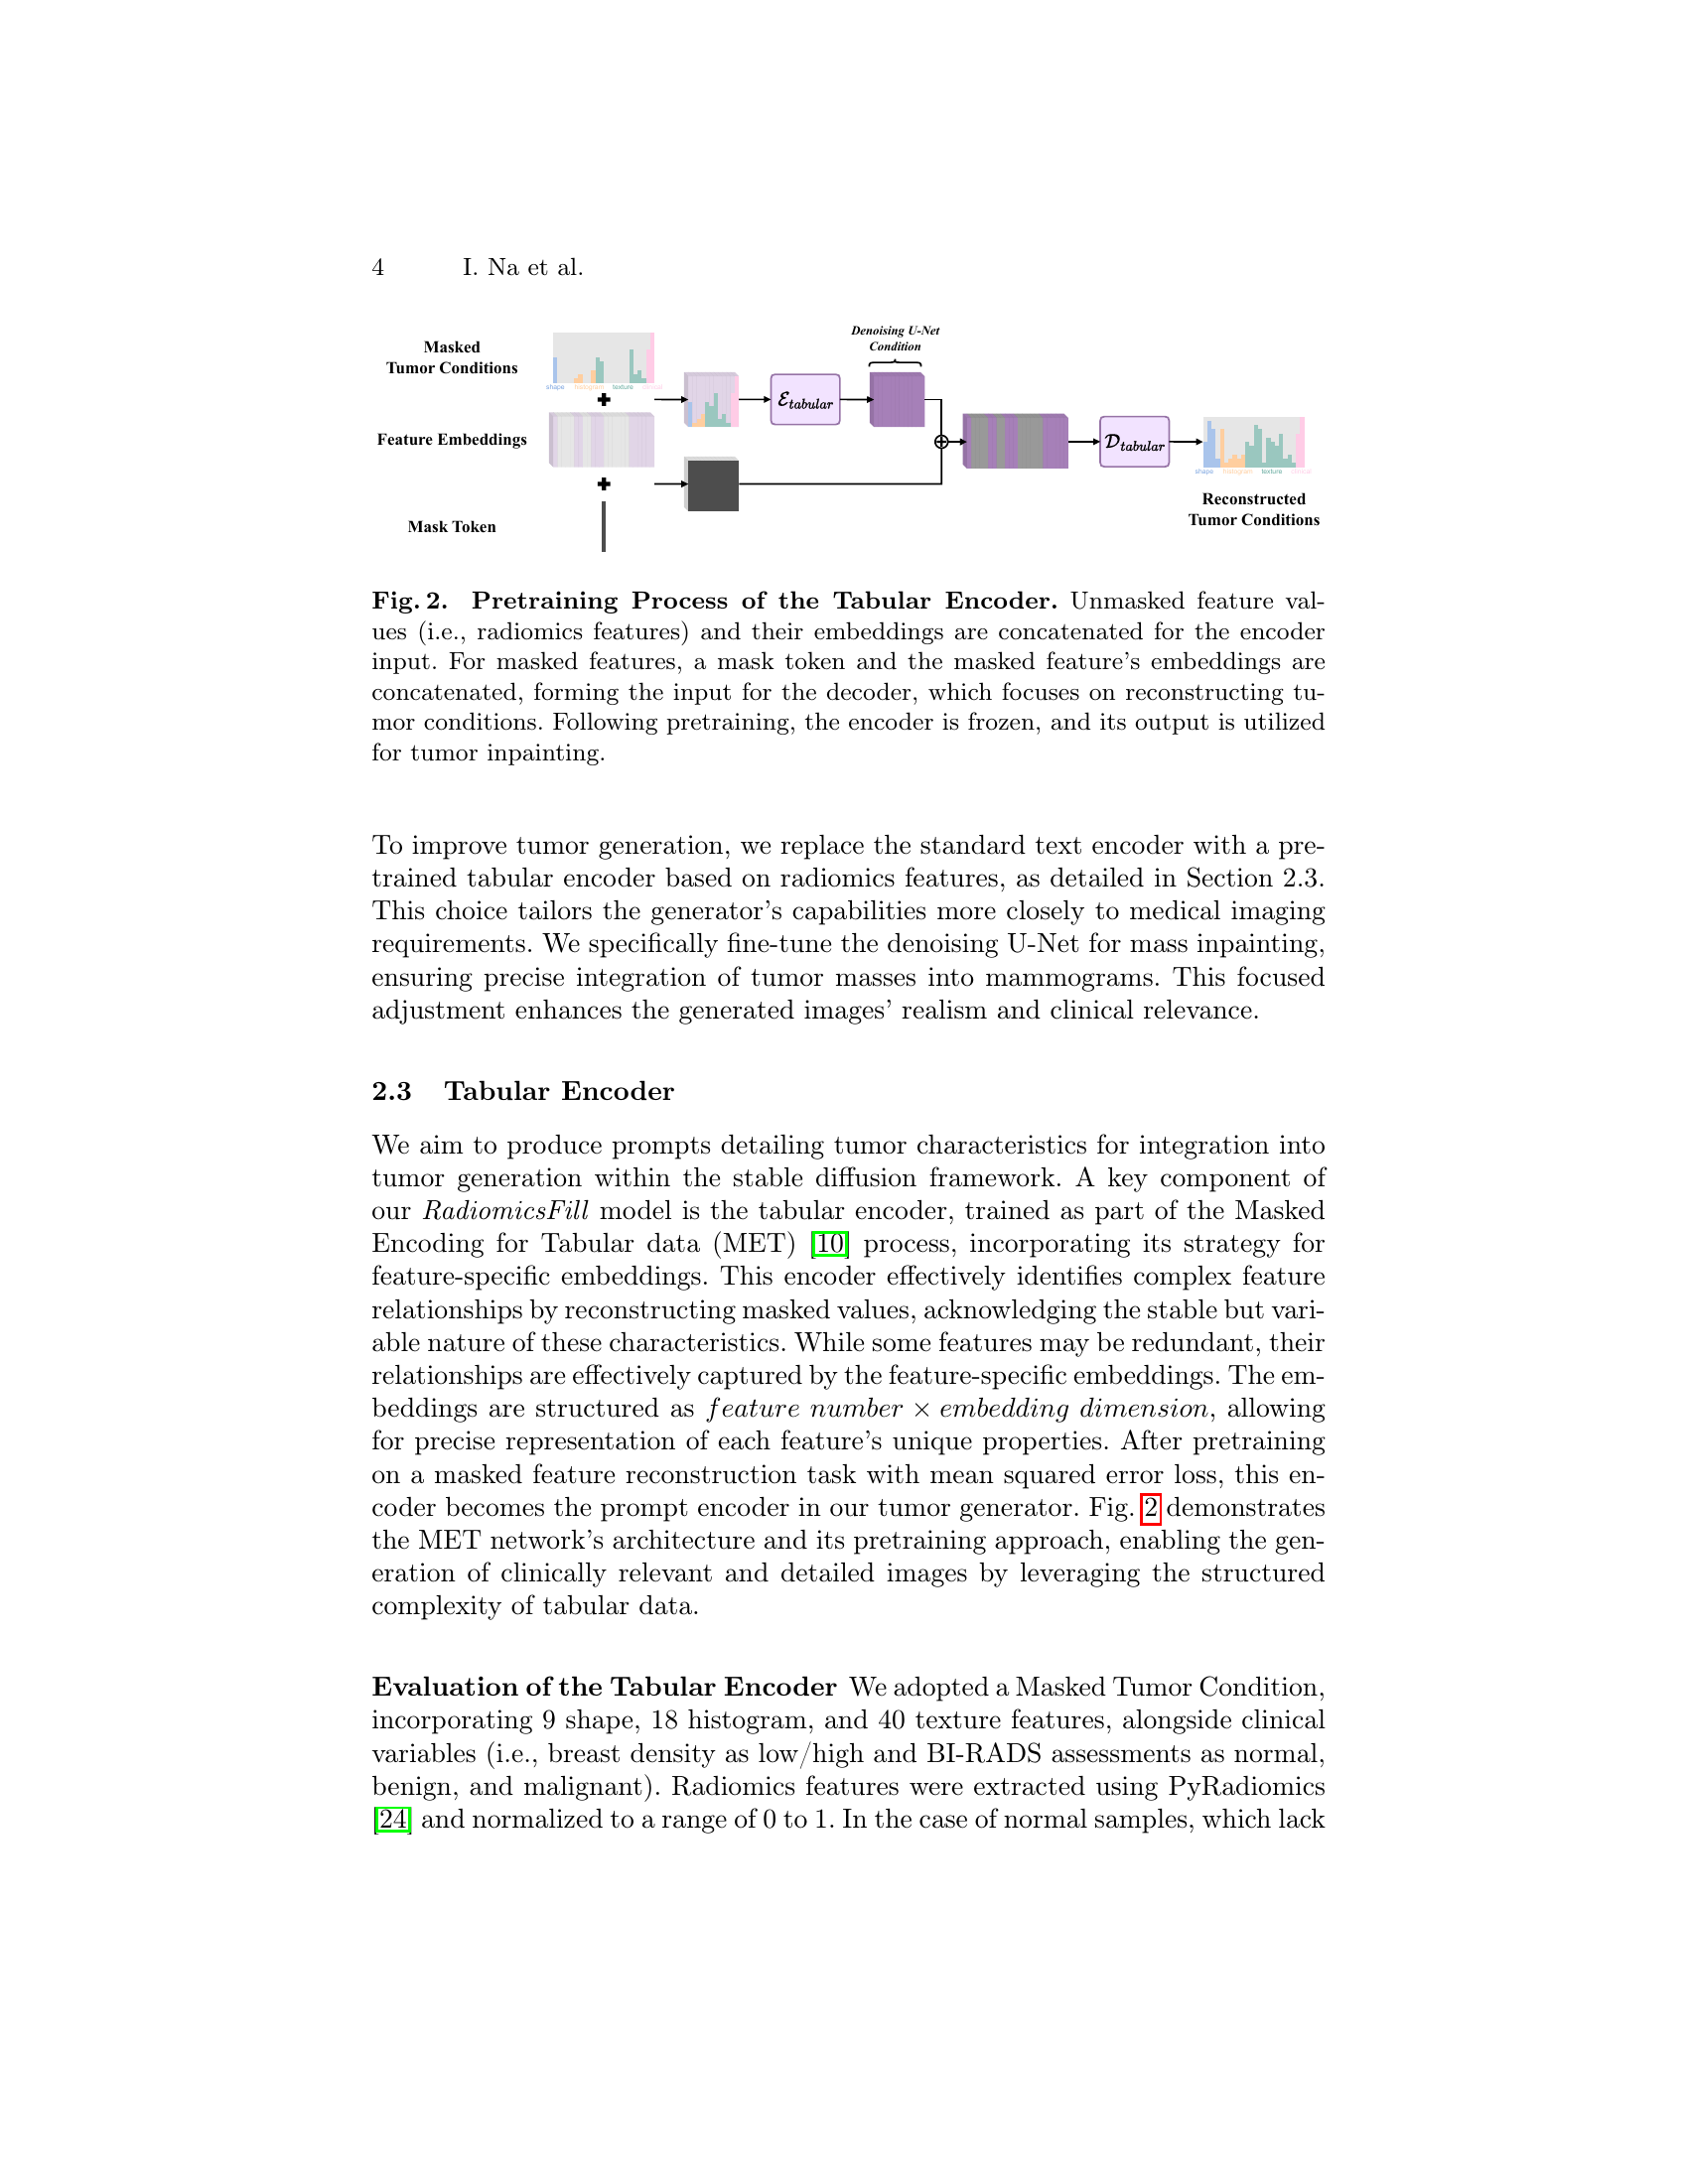 4 I. Na et al.
Masked
Tumor Conditions
shape histogram texture clinical
Feature Embeddings
Mask Token
Denoising U-Net
Condition
ℰtabular
𝒟tabular
shape histogram texture clinical
Reconstructed
Tumor Conditions
Fig. 2. Pretraining Process of the Tabular Encoder. Unmasked feature val-
ues (i.e., radiomics features) and their embeddings are concatenated for the encoder
input. For masked features, a mask token and the masked feature's embeddings are
concatenated, forming the input for the decoder, which focuses on reconstructing tu-
mor conditions. Following pretraining, the encoder is frozen, and its output is utilized
for tumor inpainting.
To improve tumor generation, we replace the standard text encoder with a pre-
trained tabular encoder based on radiomics features, as detailed in Section 2.3.
This choice tailors the generator's capabilities more closely to medical imaging
requirements. We specifically fine-tune the denoising U-Net for mass inpainting,
ensuring precise integration of tumor masses into mammograms. This focused
adjustment enhances the generated images' realism and clinical relevance.
2.3 Tabular Encoder
We aim to produce prompts detailing tumor characteristics for integration into
tumor generation within the stable diffusion framework. A key component of
our RadiomicsFill model is the tabular encoder, trained as part of the Masked
Encoding for Tabular data (MET) [10] process, incorporating its strategy for
feature-specific embeddings. This encoder effectively identifies complex feature
relationships by reconstructing masked values, acknowledging the stable but vari-
able nature of these characteristics. While some features may be redundant, their
relationships are effectively captured by the feature-specific embeddings. The em-
beddings are structured as feature number × embedding dimension, allowing
for precise representation of each feature's unique properties. After pretraining
on a masked feature reconstruction task with mean squared error loss, this en-
coder becomes the prompt encoder in our tumor generator. Fig. 2 demonstrates
the MET network's architecture and its pretraining approach, enabling the gen-
eration of clinically relevant and detailed images by leveraging the structured
complexity of tabular data.
Evaluation of the Tabular Encoder We adopted a Masked Tumor Condition,
incorporating 9 shape, 18 histogram, and 40 texture features, alongside clinical
variables (i.e., breast density as low/high and BI-RADS assessments as normal,
benign, and malignant). Radiomics features were extracted using PyRadiomics
[24] and normalized to a range of 0 to 1. In the case of normal samples, which lack